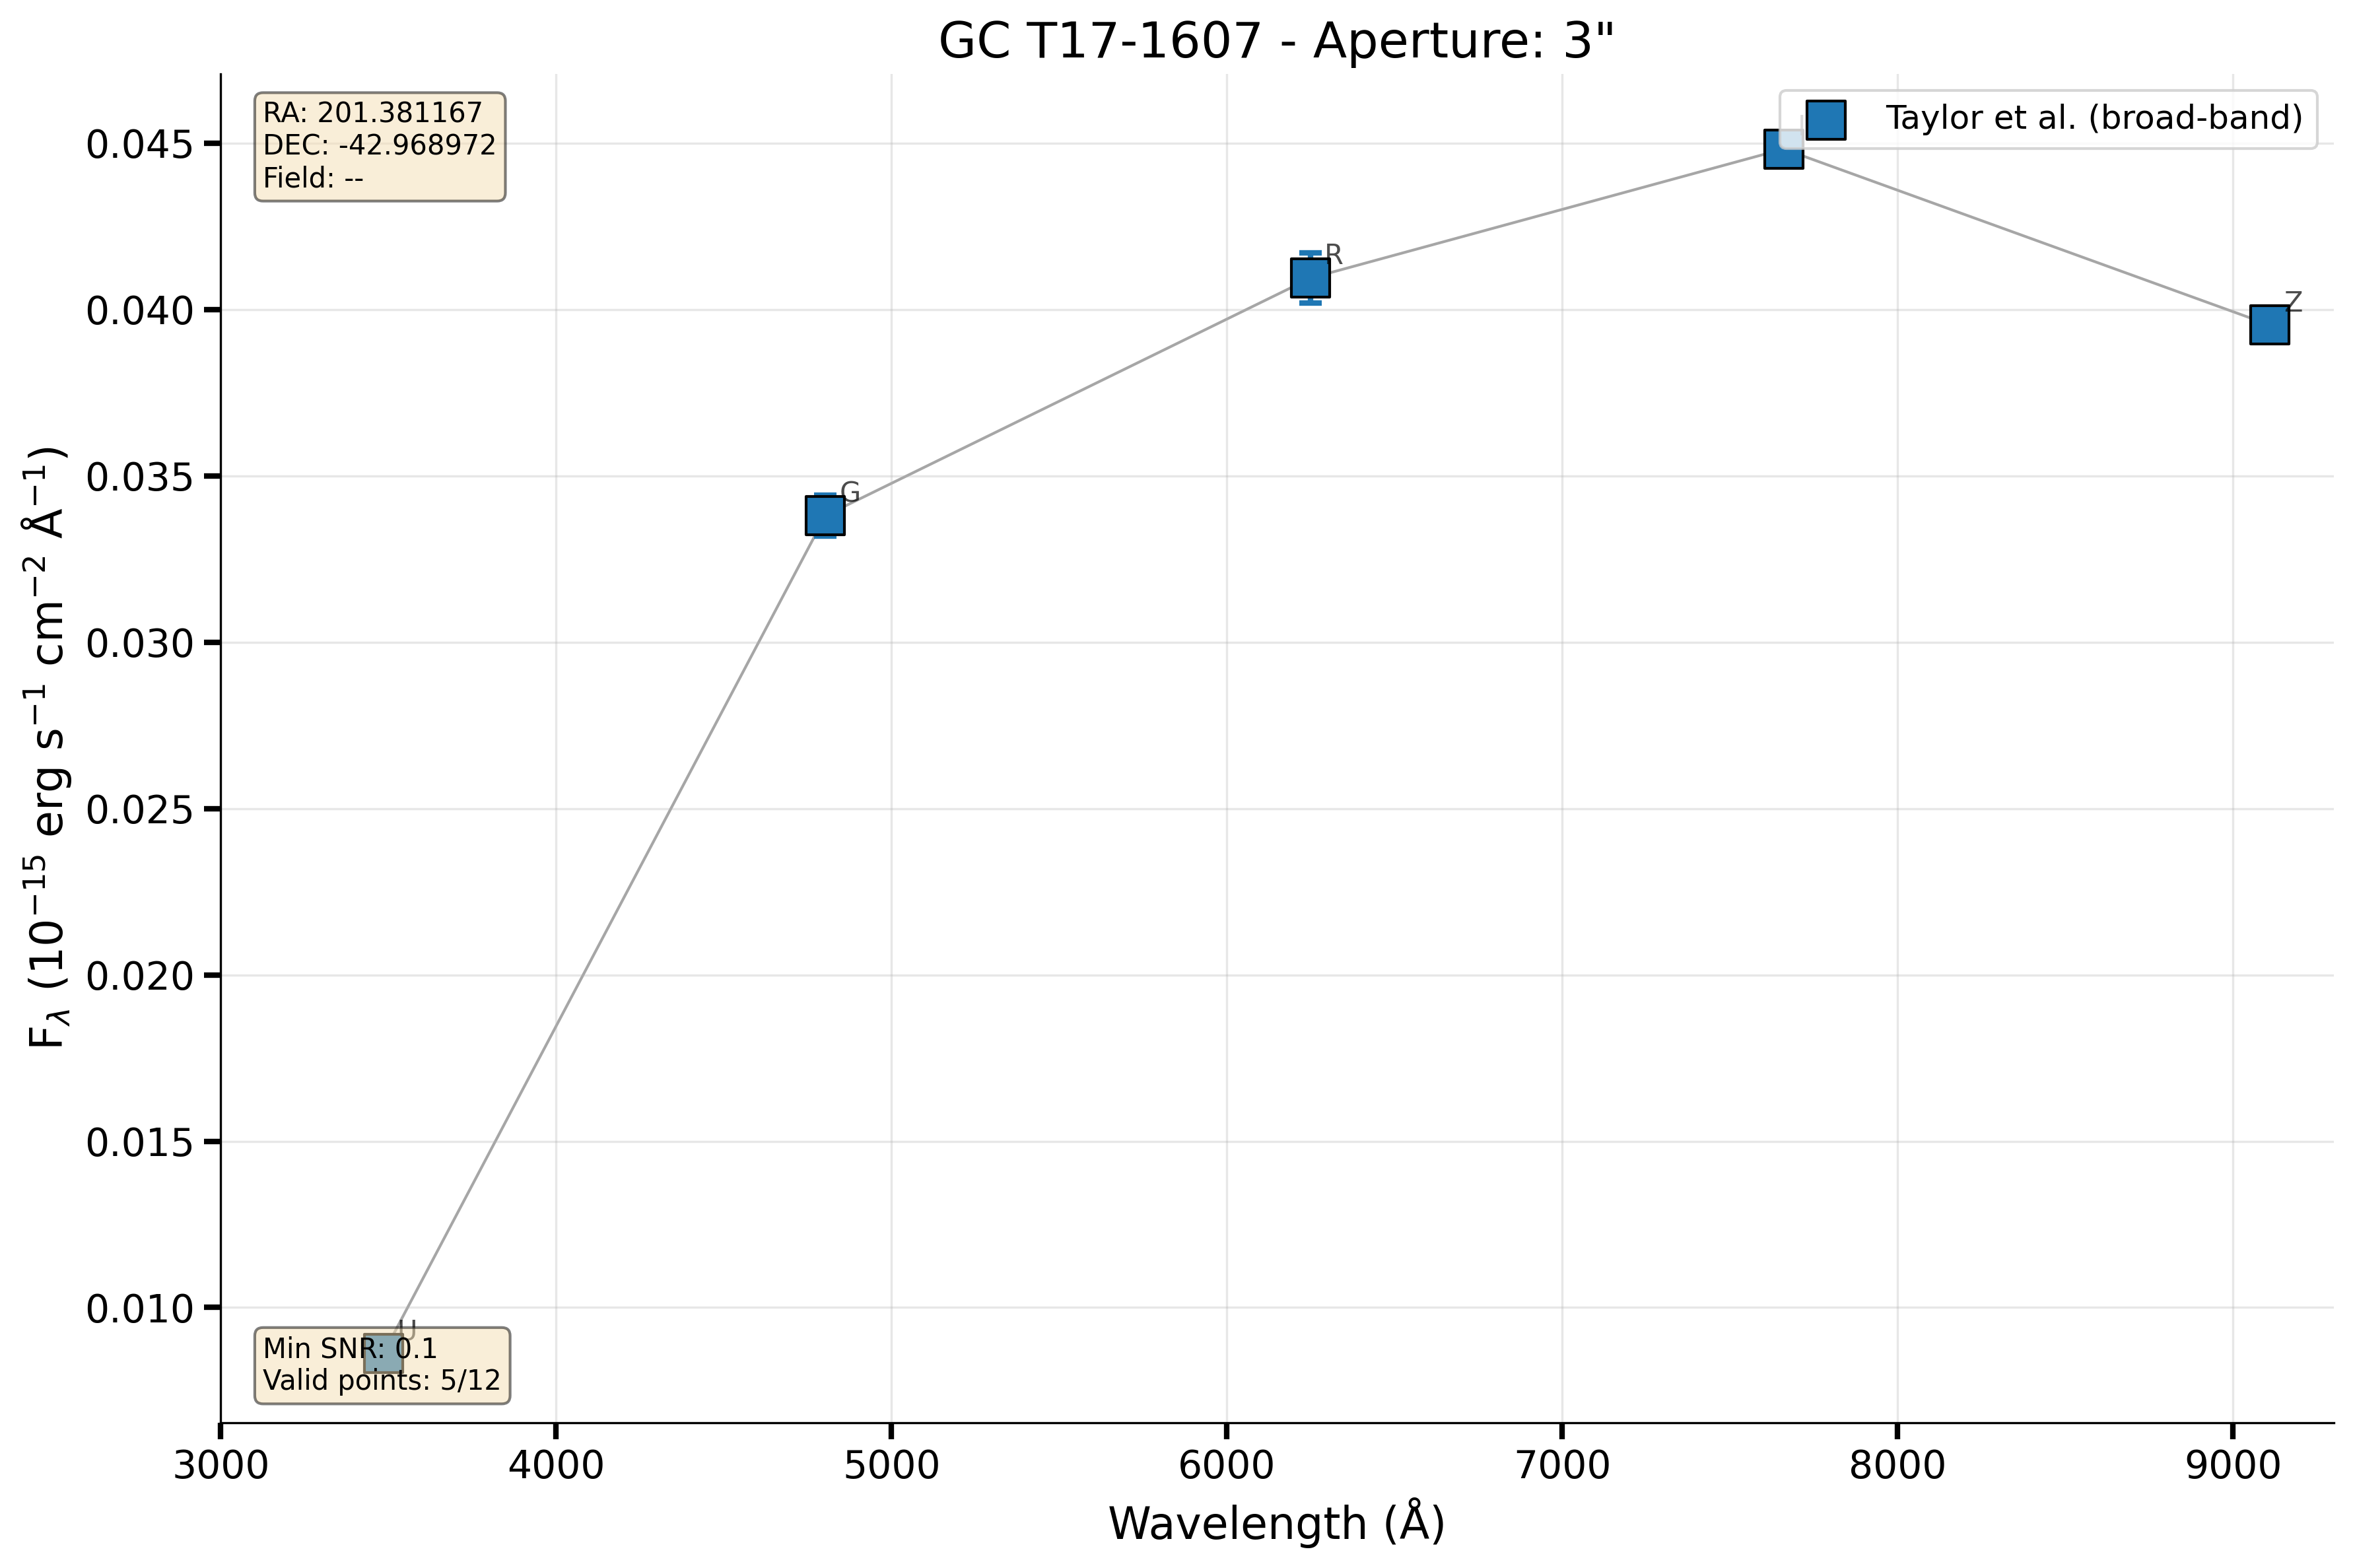 GC T17-1607 - Aperture: 3"
RA: 201.381167
DEC: -42.968972
Field: --
Taylor et al. (broad-band)
0.045
0.040
0.035
0.030
0.025
0.020
0.015
0.010
F_λ (10⁻¹⁵ erg s⁻¹ cm⁻² Å⁻¹)
R
Z
G
U
Min SNR: 0.1
Valid points: 5/12
3000 4000 5000 6000 7000 8000 9000
Wavelength (Å)